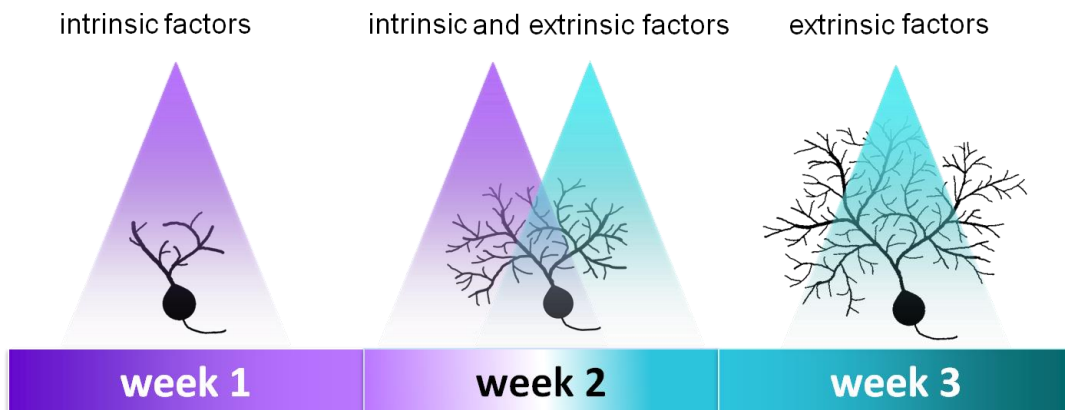 intrinsic factors
intrinsic and extrinsic factors
extrinsic factors
week 1
week 2
week 3